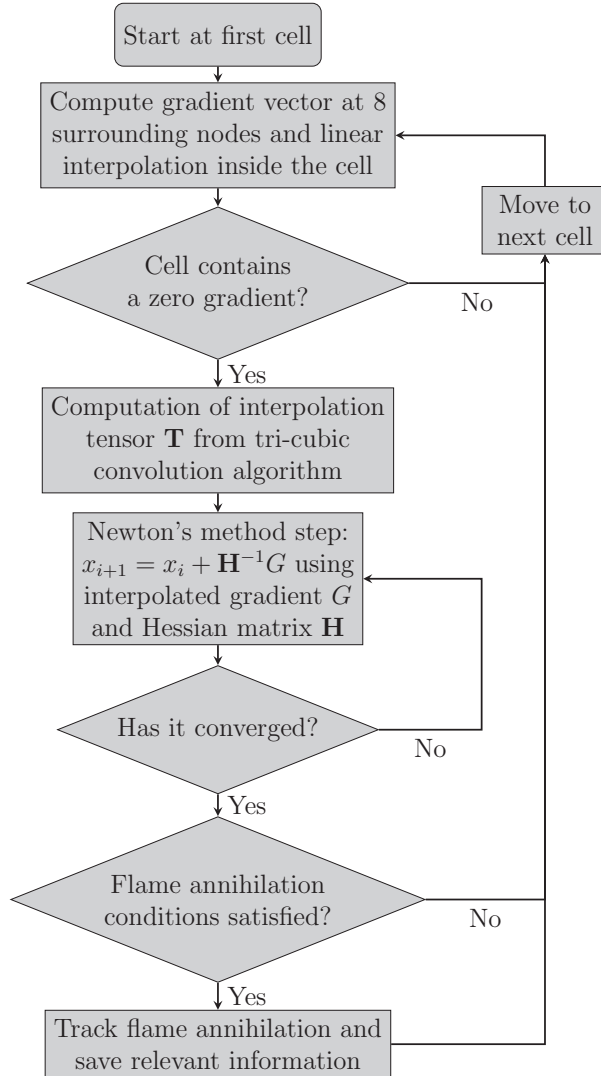 Start at first cell
Compute gradient vector at 8
surrounding nodes and linear
interpolation inside the cell
Move to
next cell
Cell contains
a zero gradient?
No
Yes
Computation of interpolation
tensor T from tri-cubic
convolution algorithm
Newton's method step:
x_{i+1} = x_i + H^{-1}G using
interpolated gradient G
and Hessian matrix H
Has it converged?
No
Yes
Flame annihilation
conditions satisfied?
No
Yes
Track flame annihilation and
save relevant information